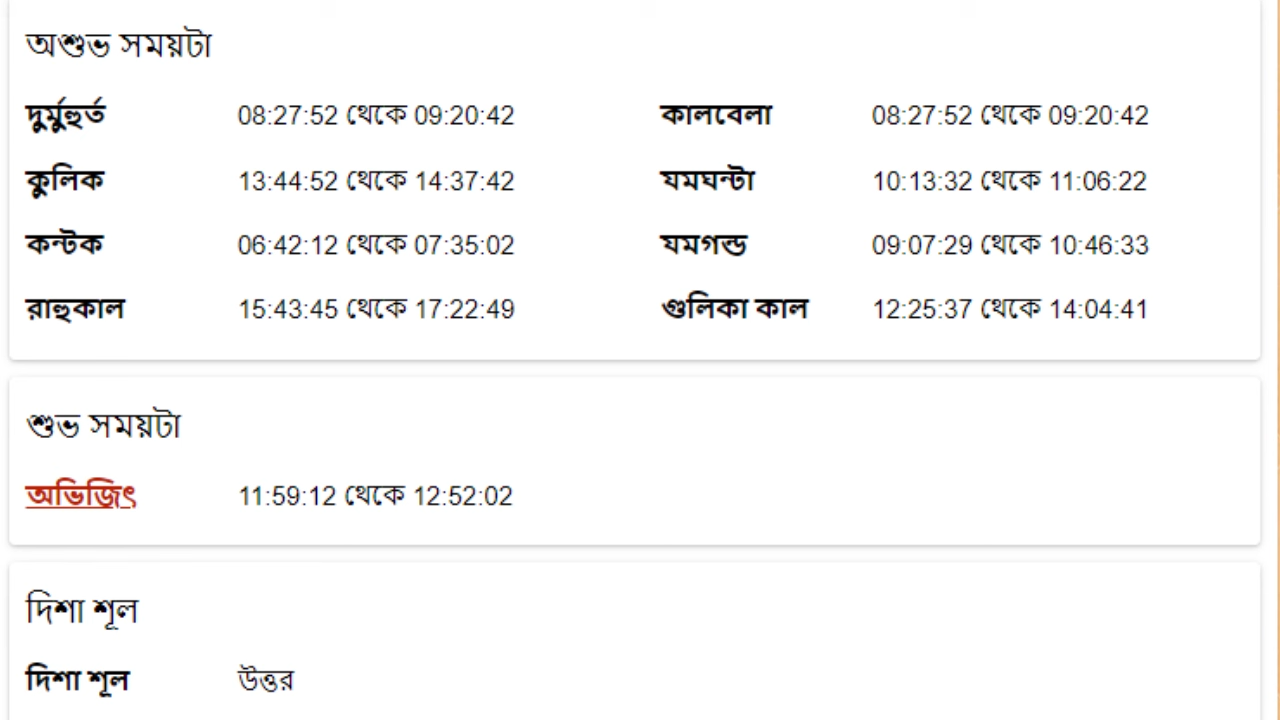 অশুভ সময়টা
দুর্মুহুর্ত 08:27:52 থেকে 09:20:42 কালবেলা 08:27:52 থেকে 09:20:42
কুলিক 13:44:52 থেকে 14:37:42 যমঘন্টা 10:13:32 থেকে 11:06:22
কন্টক 06:42:12 থেকে 07:35:02 যমগন্ড 09:07:29 থেকে 10:46:33
রাহুকাল 15:43:45 থেকে 17:22:49 গুলিকা কাল 12:25:37 থেকে 14:04:41
শুভ সময়টা
অভিজিৎ 11:59:12 থেকে 12:52:02
দিশা শূল
দিশা শূল উত্তর